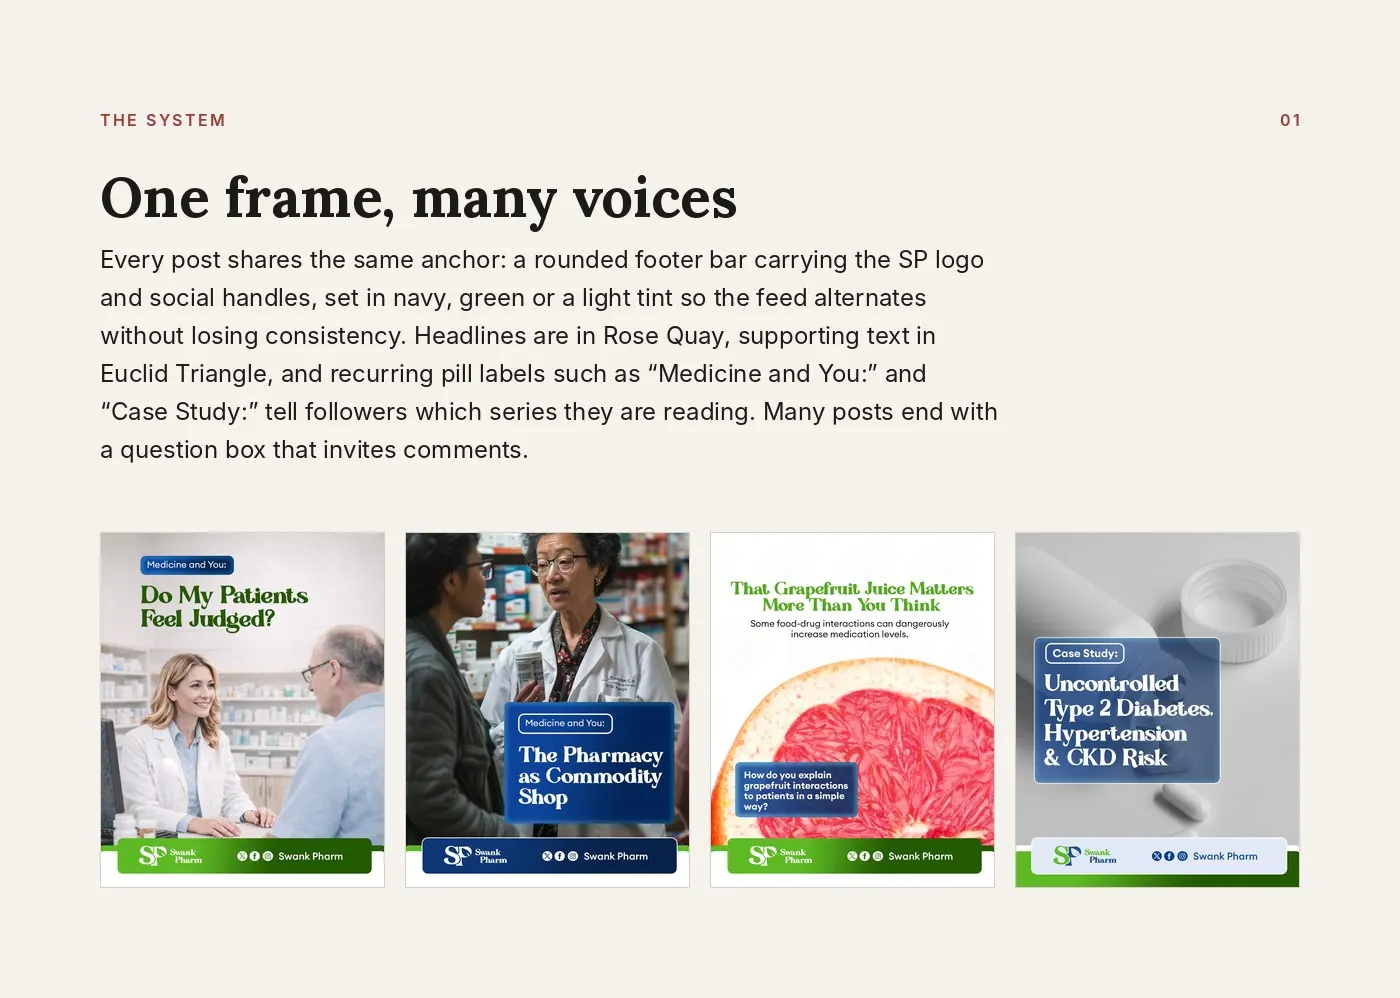 THE SYSTEM
01
One frame, many voices
Every post shares the same anchor: a rounded footer bar carrying the SP logo
and social handles, set in navy, green or a light tint so the feed alternates
without losing consistency. Headlines are in Rose Quay, supporting text in
Euclid Triangle, and recurring pill labels such as “Medicine and You:” and
“Case Study:” tell followers which series they are reading. Many posts end with
a question box that invites comments.
Medicine and You:
Do My Patients
Feel Judged?
SP Swank
Pharm
Swank Pharm
Medicine and You:
The Pharmacy
as Commodity
Shop
SP Swank
Pharm
Swank Pharm
That Grapefruit Juice Matters
More Than You Think
Some food-drug interactions can dangerously
increase medication levels.
How do you explain
grapefruit interactions
to patients in a simple
way?
SP Swank
Pharm
Swank Pharm
Case Study:
Uncontrolled
Type 2 Diabetes,
Hypertension
& CKD Risk
SP Swank
Pharm
Swank Pharm